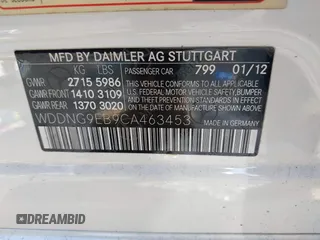 MFD BY DAIMLER AG STUTTGART
KG LBS PASSENGER CAR 799 01/12
GVWR 2715 5986 THIS VEHICLE CONFORMS TO ALL APPLICABLE
GAWR FRONT 1410 3109 U.S. FEDERAL MOTOR VEHICLE SAFETY, BUMPER,
GAWR REAR 1370 3020 AND THEFT PREVENTION STANDARDS IN EFFECT ON THE DATE OF
MANUFACTURE SHOWN ABOVE.
WDDNG9EB9CA463453 GERMANY
DREAMBID